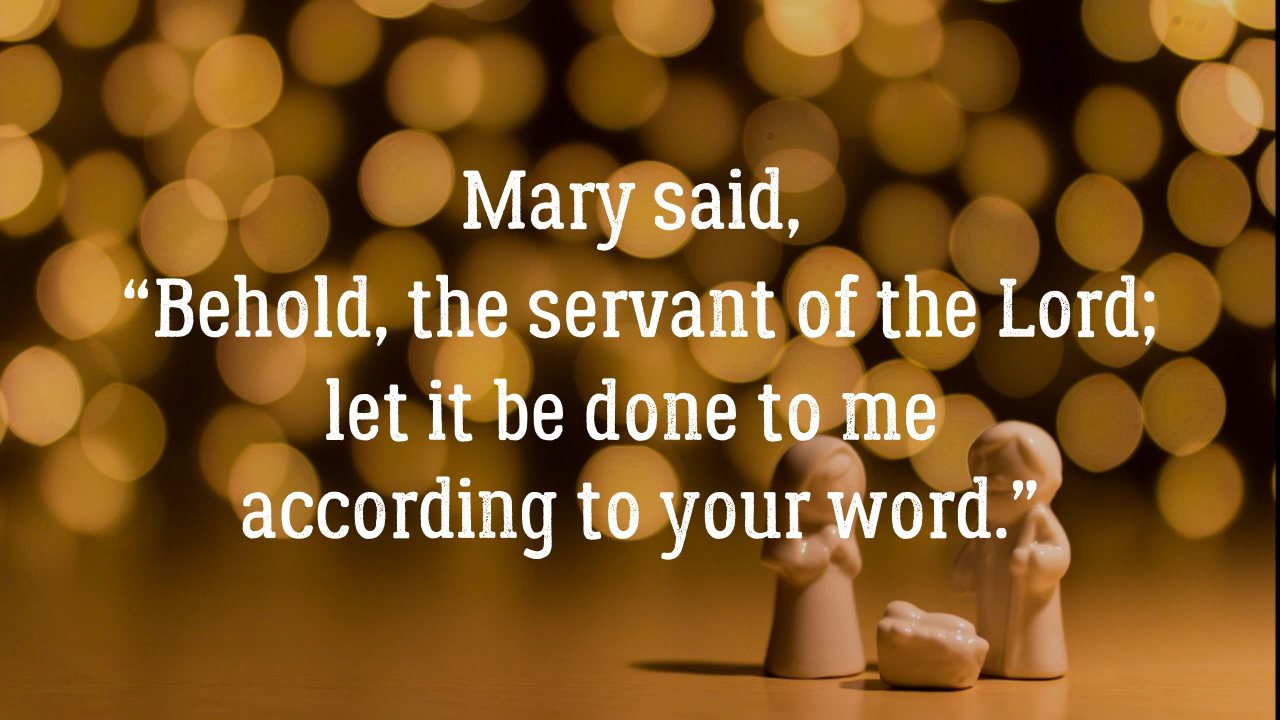 Mary said,
“Behold, the servant of the Lord;
let it be done to me
according to your word.”